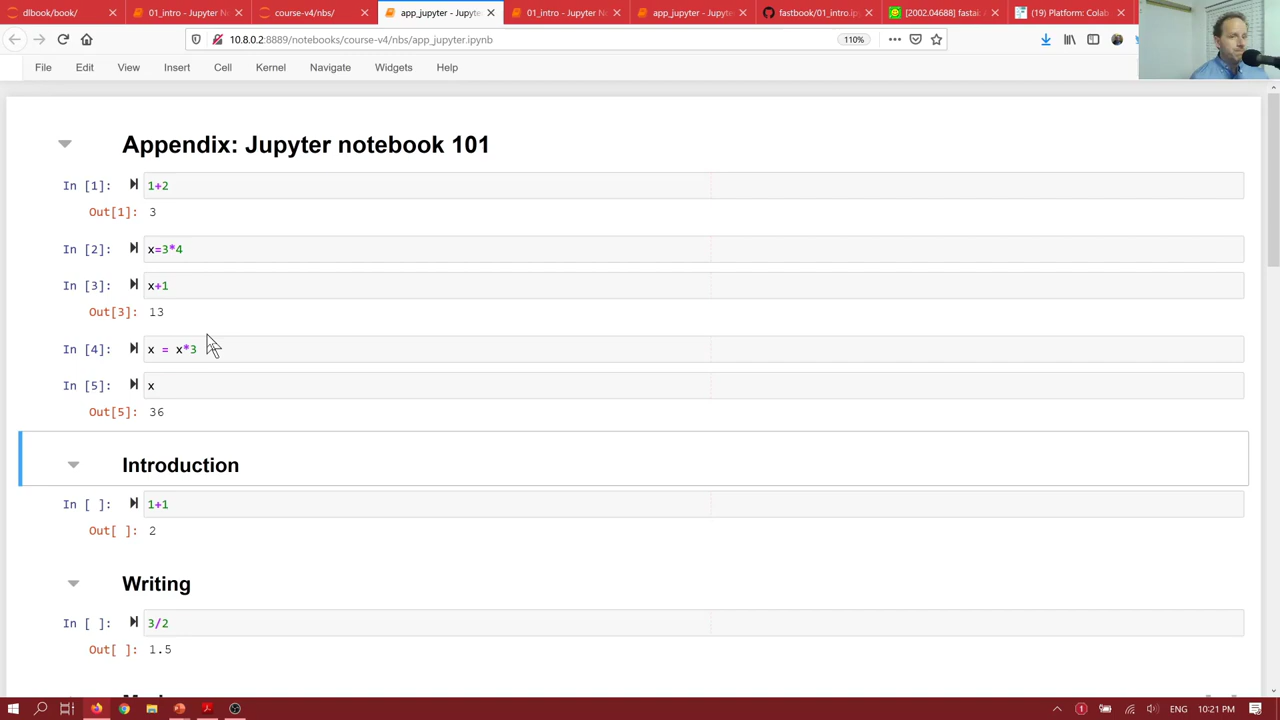 dlbook/book/ 01_intro - Jupyter No course-v4/nbs/ app_jupyter - Jupyte 01_intro - Jupyter No app_jupyter - Jupyte fastbook/01_intro.ip [2002.04688] fastai: A (19) Platform: Colab
10.8.0.2:8889/notebooks/course-v4/nbs/app_jupyter.ipynb 110%
File Edit View Insert Cell Kernel Navigate Widgets Help
Appendix: Jupyter notebook 101
In [1]: 1+2
Out[1]: 3
In [2]: x=3*4
In [3]: x+1
Out[3]: 13
In [4]: x = x*3
In [5]: x
Out[5]: 36
Introduction
In [ ]: 1+1
Out[ ]: 2
Writing
In [ ]: 3/2
Out[ ]: 1.5
ENG 10:21 PM